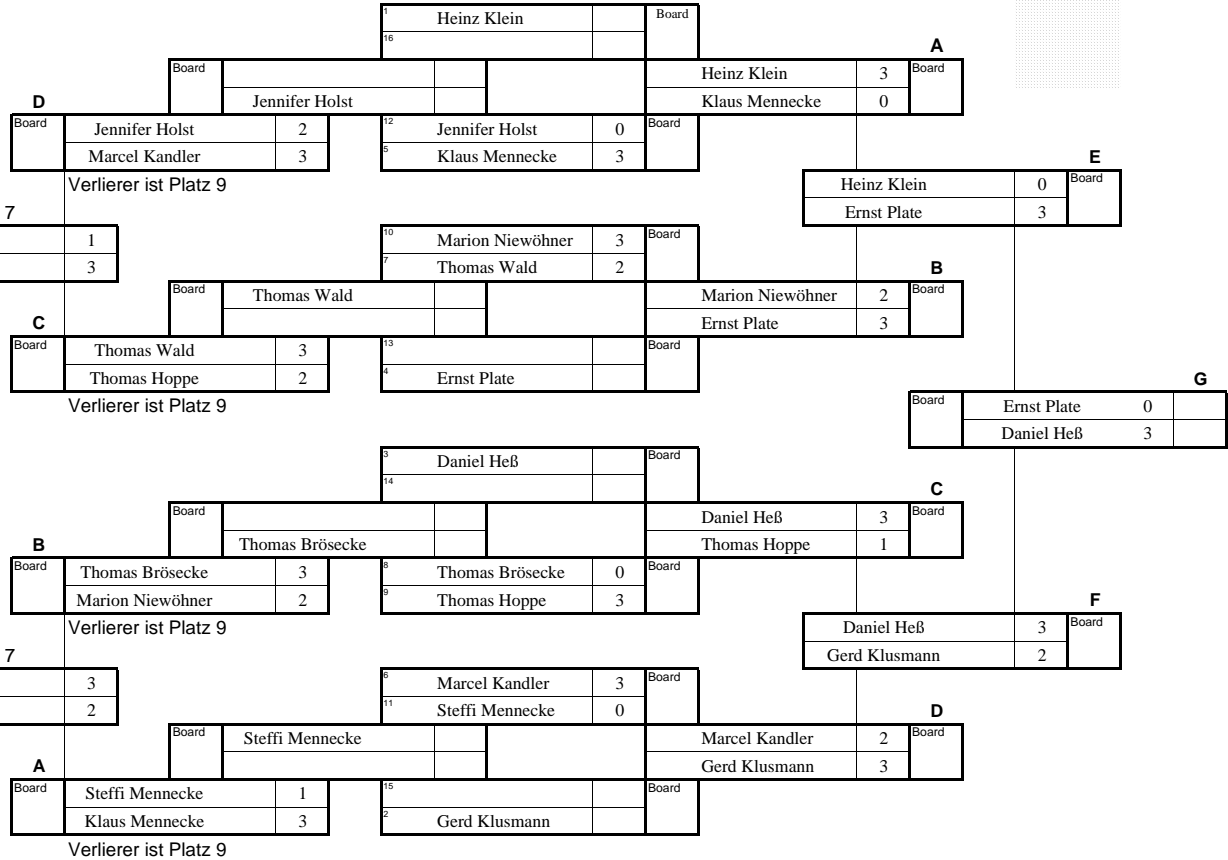 1 Heinz Klein Board
16
A
Board Heinz Klein 3 Board
D Jennifer Holst Klaus Mennecke 0
Board Jennifer Holst 2 12 Jennifer Holst 0 Board
Marcel Kandler 3 5 Klaus Mennecke 3 E
Verlierer ist Platz 9 Heinz Klein 0 Board
7 Ernst Plate 3
1 10 Marion Niewöhner 3 Board
3 7 Thomas Wald 2 B
Board Thomas Wald Marion Niewöhner 2 Board
C Ernst Plate 3
Board Thomas Wald 3 13 Board
Thomas Hoppe 2 4 Ernst Plate G
Verlierer ist Platz 9 Board Ernst Plate 0
Daniel Heß 3
3 Daniel Heß Board
14 C
Board Daniel Heß 3 Board
B Thomas Brösecke Thomas Hoppe 1
Board Thomas Brösecke 3 8 Thomas Brösecke 0 Board
Marion Niewöhner 2 9 Thomas Hoppe 3 F
Verlierer ist Platz 9 Daniel Heß 3 Board
7 Gerd Klusmann 2
3 6 Marcel Kandler 3 Board
2 11 Steffi Mennecke 0 D
Board Steffi Mennecke Marcel Kandler 2 Board
A Gerd Klusmann 3
Board Steffi Mennecke 1 15 Board
Klaus Mennecke 3 2 Gerd Klusmann
Verlierer ist Platz 9